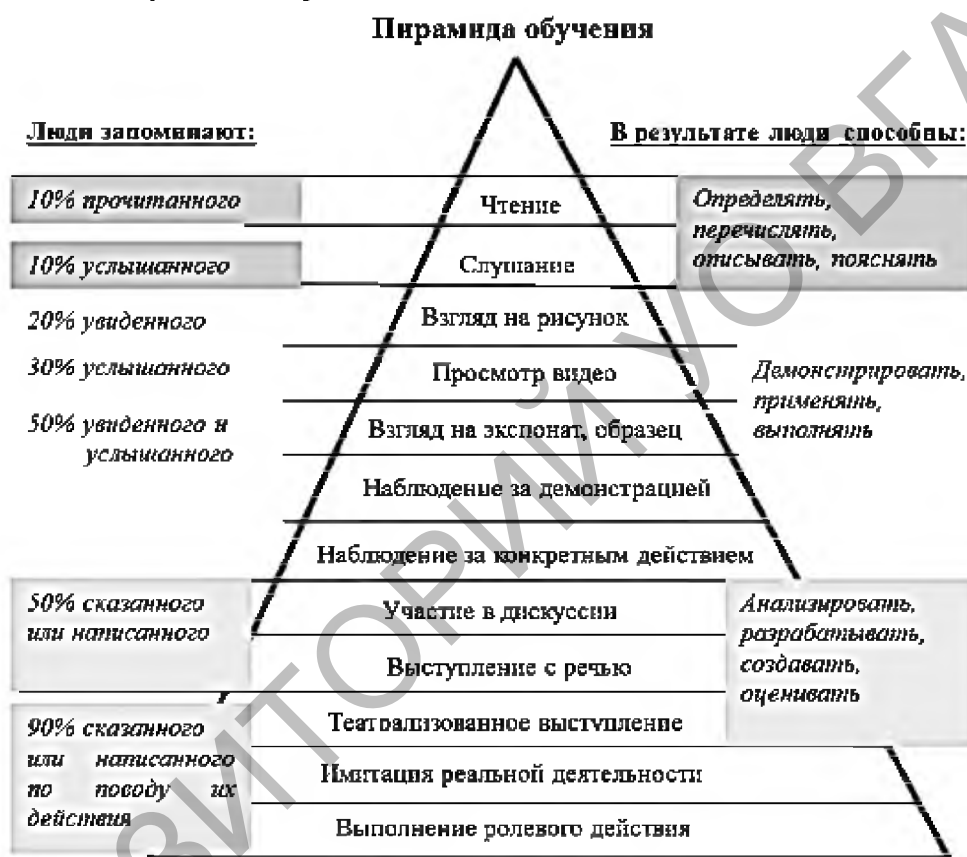 Пирамида обучения
Люди запоминают:
В результате люди способны:
10% прочитанного
Чтение
Определять,
перечислять,
описывать, пояснять
10% услышанного
Слушание
20% увиденного
Взгляд на рисунок
30% услышанного
Просмотр видео
Демонстрировать,
применять,
выполнять
50% увиденного и
услышанного
Взгляд на экспонат, образец
Наблюдение за демонстрацией
Наблюдение за конкретным действием
50% сказанного
или написанного
Участие в дискуссии
Анализировать,
разрабатывать,
создавать,
оценивать
Выступление с речью
Театрализованное выступление
90% сказанного
или написанного
по поводу их
действия
Имитация реальной деятельности
Выполнение ролевого действия
УО ВГА